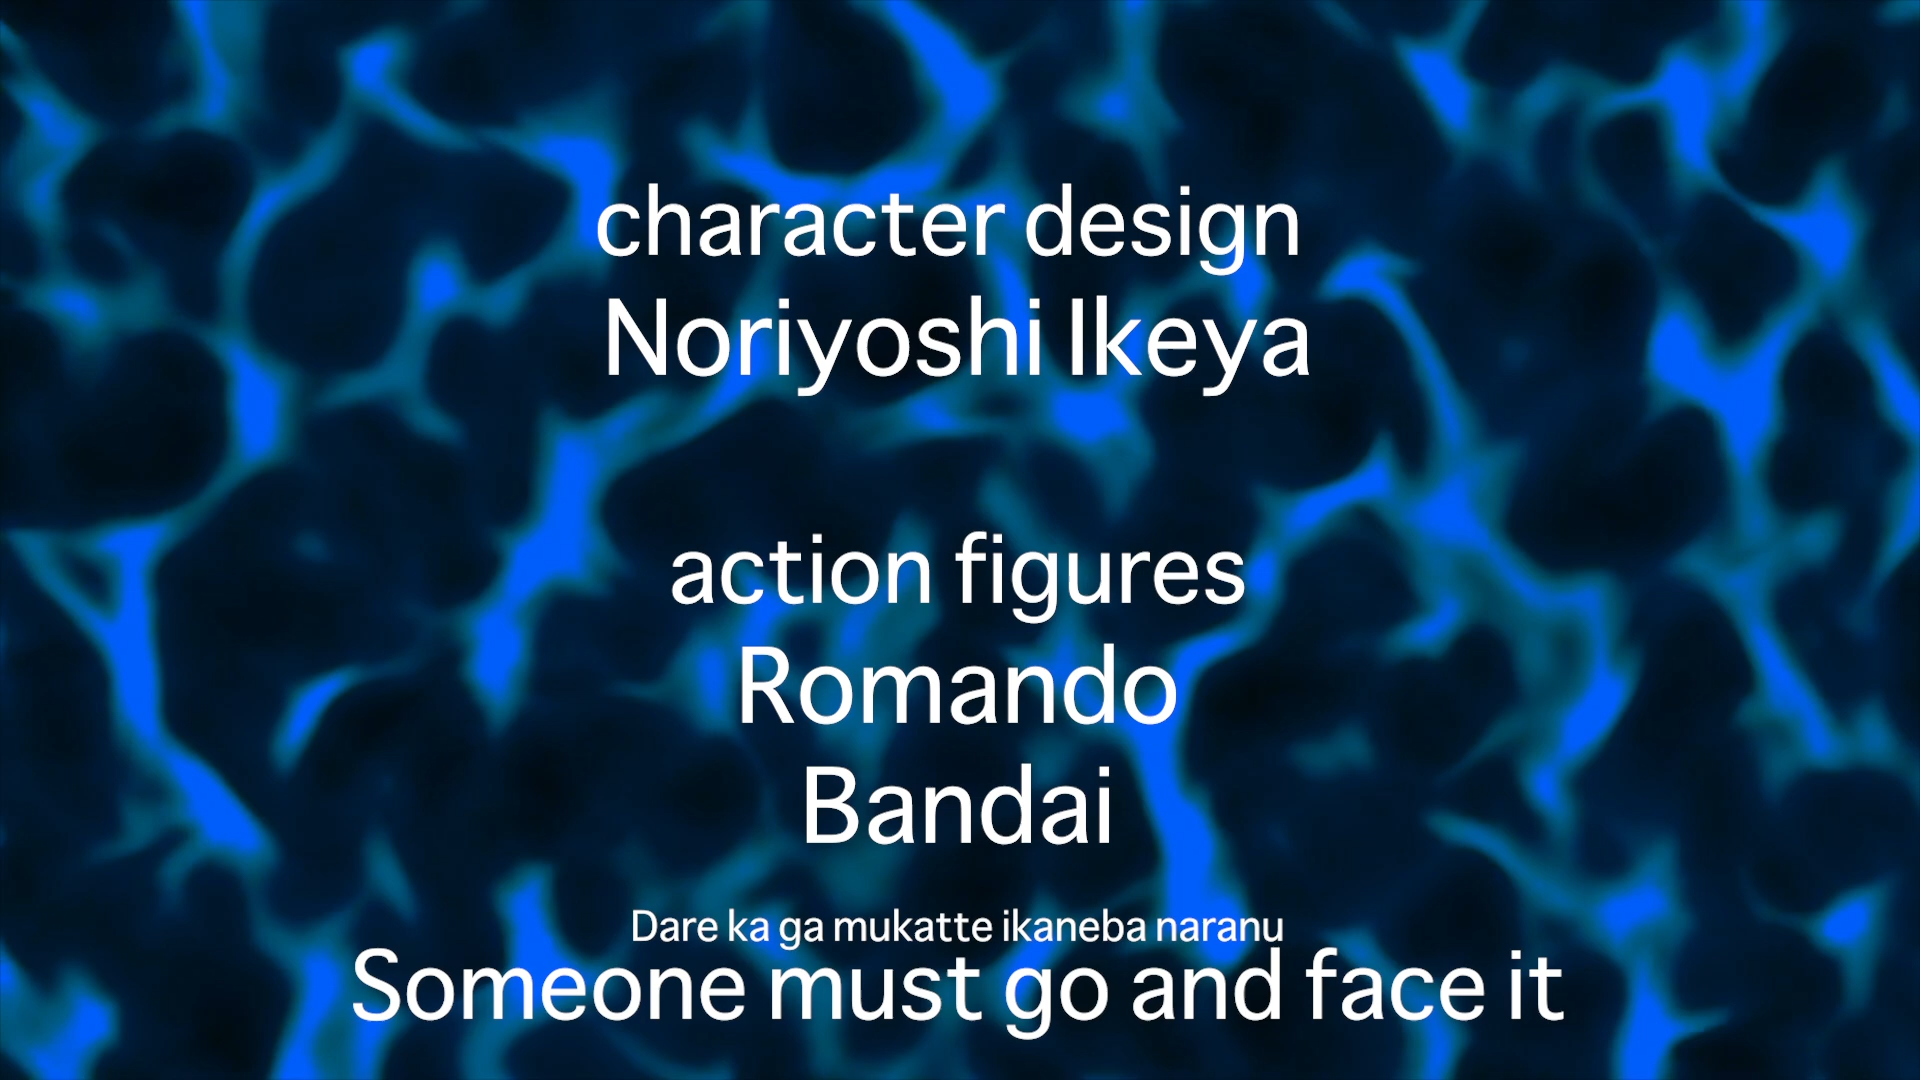 character design
Noriyoshi Ikeya
action figures
Romando
Bandai
Dare ka ga mukatte ikaneba naranu
Someone must go and face it